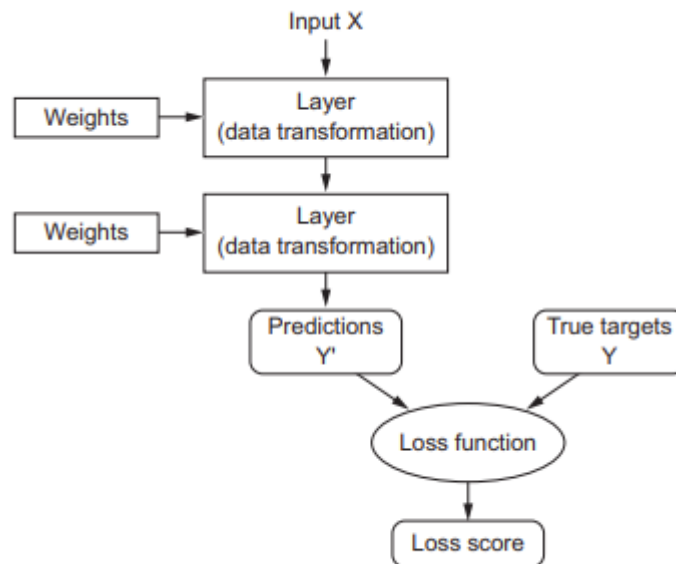 Input X
Layer
Weights
(data transformation)
Layer
Weights
(data transformation)
Predictions
Y'
True targets
Y
Loss function
Loss score